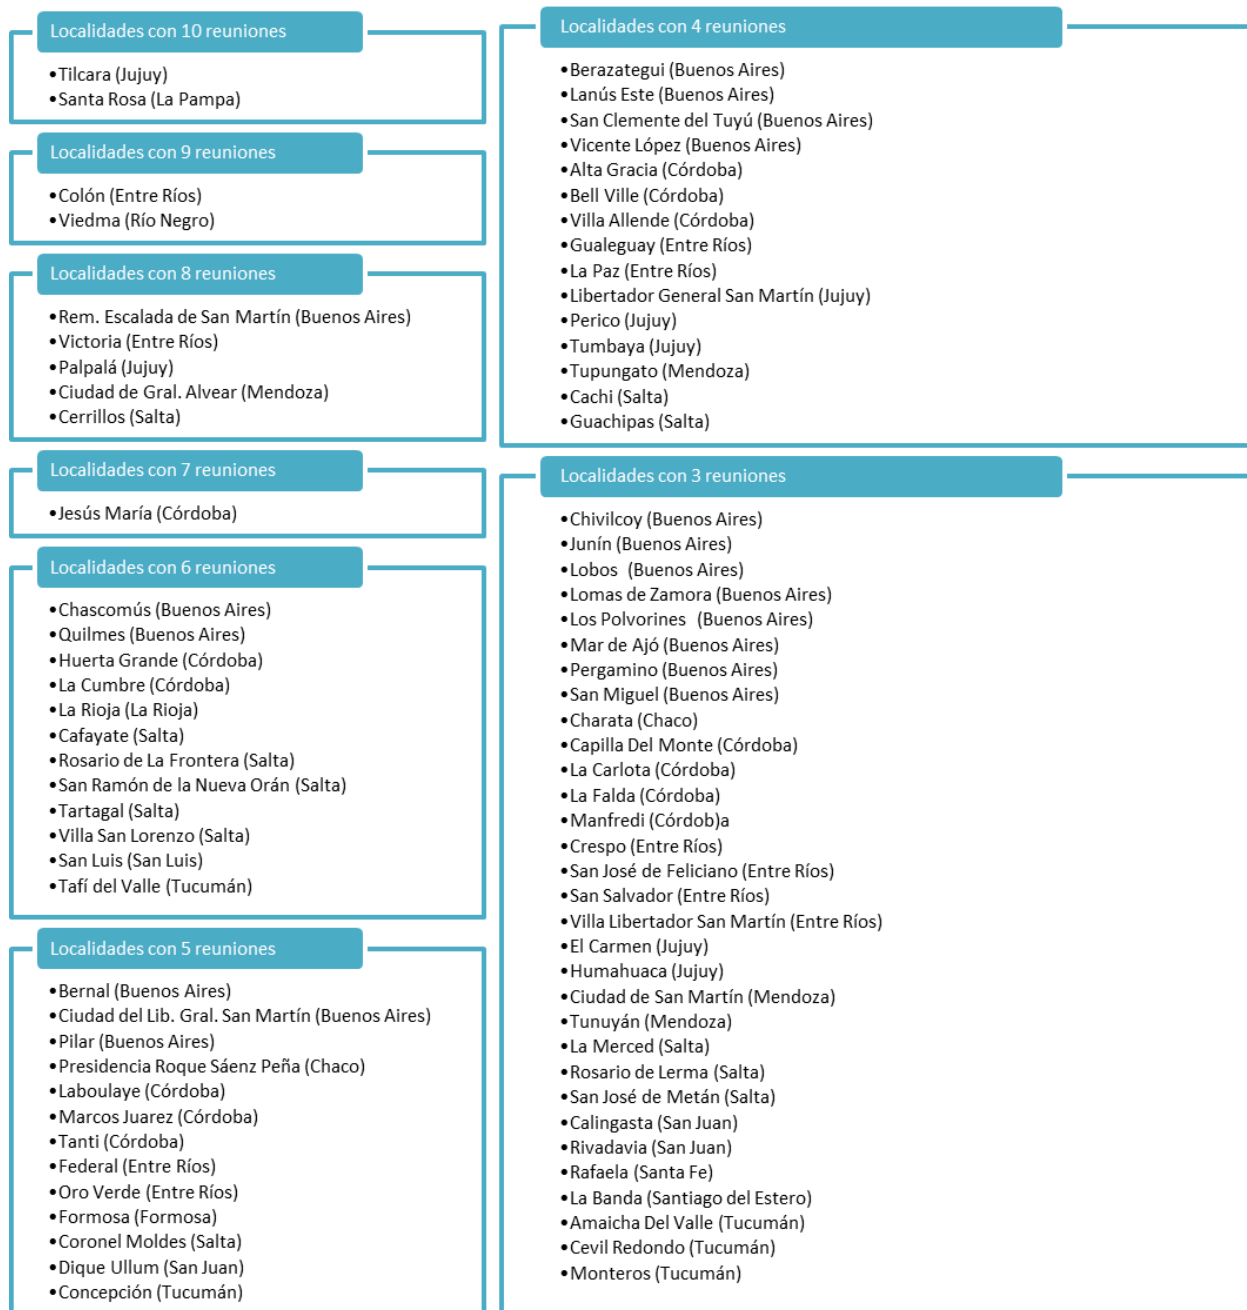 Localidades con 10 reuniones
•Tilcara (Jujuy)
•Santa Rosa (La Pampa)
Localidades con 9 reuniones
•Colón (Entre Ríos)
•Viedma (Río Negro)
Localidades con 8 reuniones
•Rem. Escalada de San Martín (Buenos Aires)
•Victoria (Entre Ríos)
•Palpalá (Jujuy)
•Ciudad de Gral. Alvear (Mendoza)
•Cerrillos (Salta)
Localidades con 7 reuniones
•Jesús María (Córdoba)
Localidades con 6 reuniones
•Chascomús (Buenos Aires)
•Quilmes (Buenos Aires)
•Huerta Grande (Córdoba)
•La Cumbre (Córdoba)
•La Rioja (La Rioja)
•Cafayate (Salta)
•Rosario de La Frontera (Salta)
•San Ramón de la Nueva Orán (Salta)
•Tartagal (Salta)
•Villa San Lorenzo (Salta)
•San Luis (San Luis)
•Tafí del Valle (Tucumán)
Localidades con 5 reuniones
•Bernal (Buenos Aires)
•Ciudad del Lib. Gral. San Martín (Buenos Aires)
•Pilar (Buenos Aires)
•Presidencia Roque Sáenz Peña (Chaco)
•Laboulaye (Córdoba)
•Marcos Juarez (Córdoba)
•Tanti (Córdoba)
•Federal (Entre Ríos)
•Oro Verde (Entre Ríos)
•Formosa (Formosa)
•Coronel Moldes (Salta)
•Dique Ullum (San Juan)
•Concepción (Tucumán)
Localidades con 4 reuniones
•Berazategui (Buenos Aires)
•Lanús Este (Buenos Aires)
•San Clemente del Tuyú (Buenos Aires)
•Vicente López (Buenos Aires)
•Alta Gracia (Córdoba)
•Bell Ville (Córdoba)
•Villa Allende (Córdoba)
•Gualeguay (Entre Ríos)
•La Paz (Entre Ríos)
•Libertador General San Martín (Jujuy)
•Perico (Jujuy)
•Tumbaya (Jujuy)
•Tupungato (Mendoza)
•Cachi (Salta)
•Guachipas (Salta)
Localidades con 3 reuniones
•Chivilcoy (Buenos Aires)
•Junín (Buenos Aires)
•Lobos (Buenos Aires)
•Lomas de Zamora (Buenos Aires)
•Los Polvorines (Buenos Aires)
•Mar de Ajó (Buenos Aires)
•Pergamino (Buenos Aires)
•San Miguel (Buenos Aires)
•Charata (Chaco)
•Capilla Del Monte (Córdoba)
•La Carlota (Córdoba)
•La Falda (Córdoba)
•Manfredi (Córdob)a
•Crespo (Entre Ríos)
•San José de Feliciano (Entre Ríos)
•San Salvador (Entre Ríos)
•Villa Libertador San Martín (Entre Ríos)
•El Carmen (Jujuy)
•Humahuaca (Jujuy)
•Ciudad de San Martín (Mendoza)
•Tunuyán (Mendoza)
•La Merced (Salta)
•Rosario de Lerma (Salta)
•San José de Metán (Salta)
•Calingasta (San Juan)
•Rivadavia (San Juan)
•Rafaela (Santa Fe)
•La Banda (Santiago del Estero)
•Amaicha Del Valle (Tucumán)
•Cevil Redondo (Tucumán)
•Monteros (Tucumán)